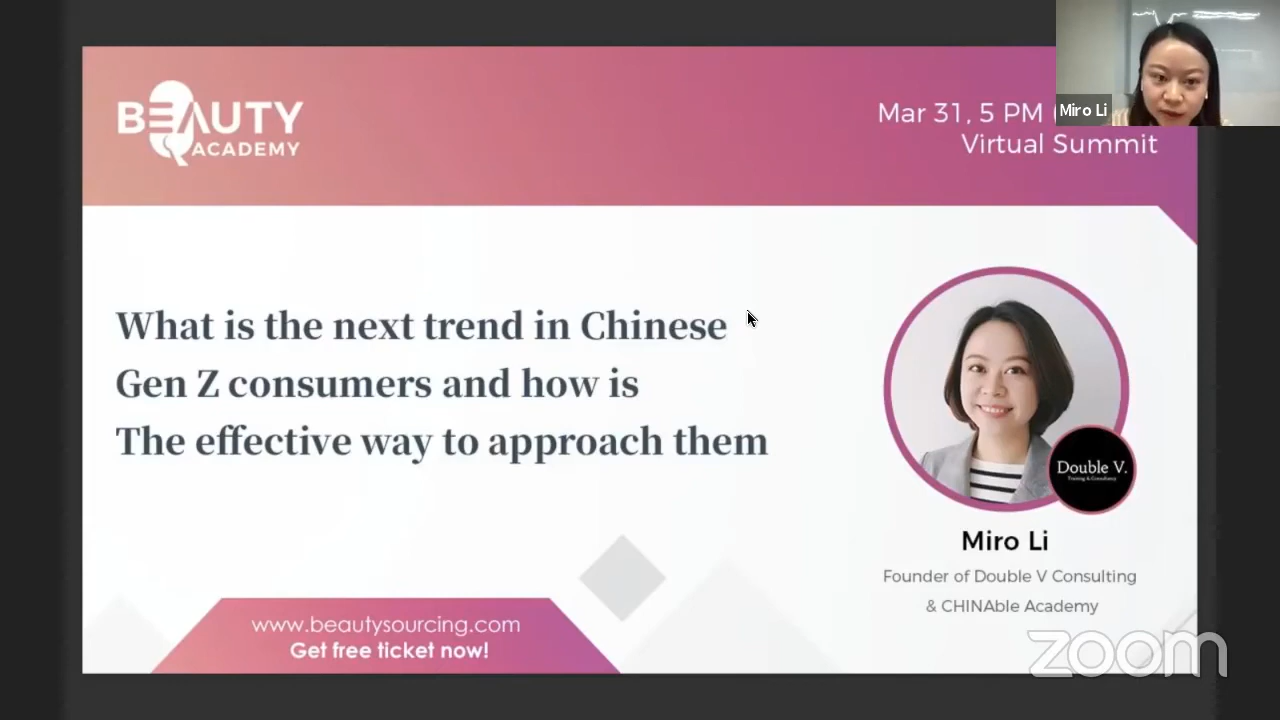 BEAUTY
ACADEMY
Mar 31, 5 PM
Virtual Summit
Miro Li
What is the next trend in Chinese
Gen Z consumers and how is
The effective way to approach them
Double V.
Training & Consultancy
Miro Li
Founder of Double V Consulting
& CHINAble Academy
www.beautysourcing.com
Get free ticket now!
zoom